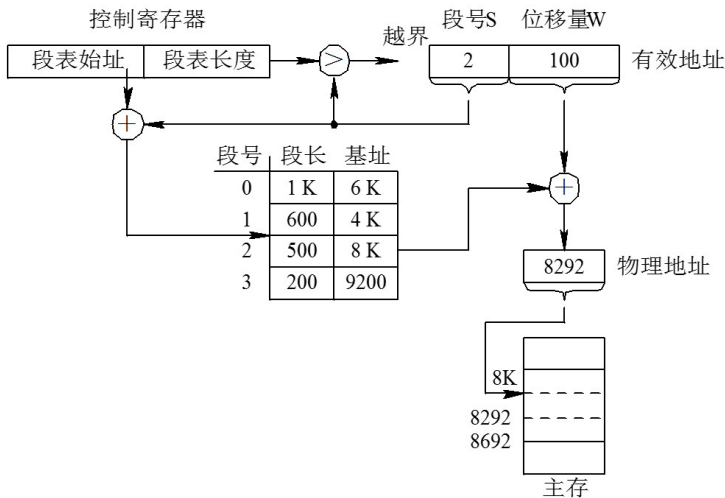 控制寄存器
段表始址 段表长度
>
越界
段号S 位移量W
2 100
有效地址
+
段号 段长 基址
0 1 K 6 K
1 600 4 K
2 500 8 K
3 200 9200
+
8292
物理地址
8K
8292
8692
主存